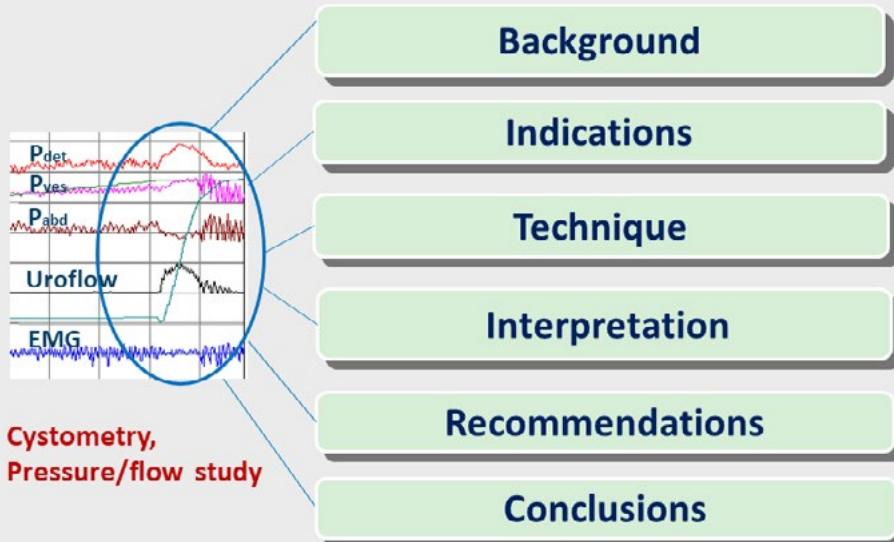 Background
Indications
Technique
Interpretation
Recommendations
Conclusions
Pdet
Pves
Pabd
Uroflow
EMG
Cystometry,
Pressure/flow study